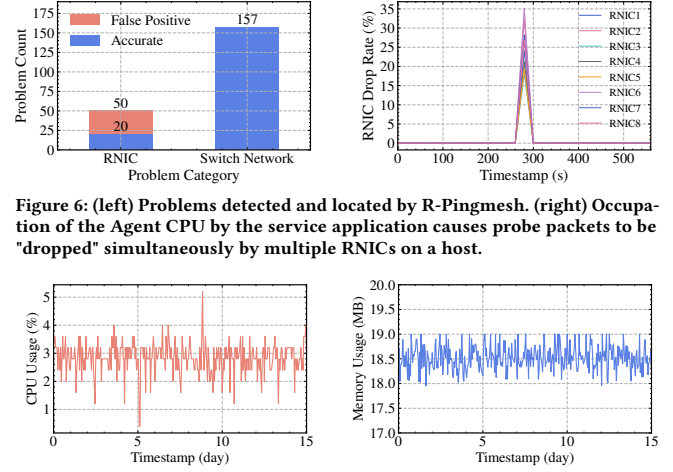 175
150
125
100
75
50
25
0
Problem Count
False Positive
Accurate
50
20
157
RNIC
Switch Network
Problem Category
35
30
25
20
15
10
5
0
RNIC Drop Rate (%)
RNIC1
RNIC2
RNIC3
RNIC4
RNIC5
RNIC6
RNIC7
RNIC8
0 200 400
Timestamp (s)
Figure 6: (left) Problems detected and located by R-Pingmesh. (right) Occupa-
tion of the Agent CPU by the service application causes probe packets to be
"dropped" simultaneously by multiple RNICs on a host.
5
4
3
2
1
CPU Usage (%)
0 5 10 15
Timestamp (day)
20.0
19.5
19.0
18.5
18.0
17.5
17.0
Memory Usage (MB)
0 5 10 15
Timestamp (day)